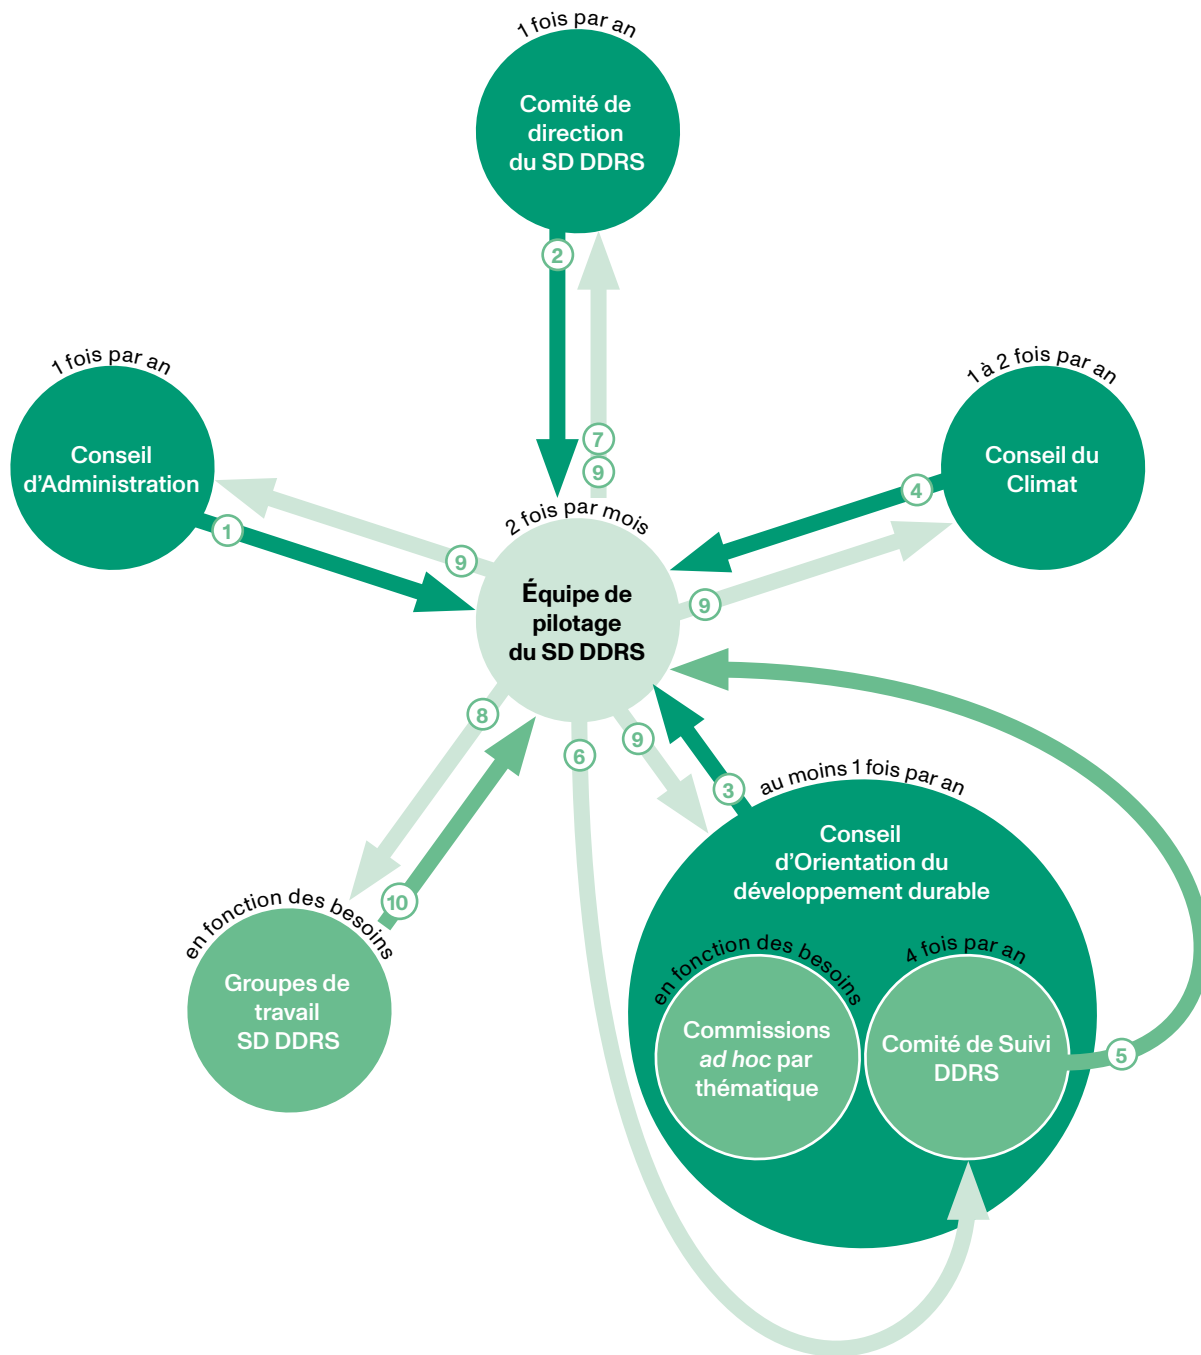 1 fois par an
Comité de
direction
du SD DDRS
2
7
9
1 fois par an
Conseil
d'Administration
1
9
1 à 2 fois par an
Conseil du
Climat
4
9
2 fois par mois
Équipe de
pilotage
du SD DDRS
8
10
6
9
3
en fonction des besoins
Groupes de
travail
SD DDRS
au moins 1 fois par an
Conseil
d'Orientation du
développement durable
en fonction des besoins
Commissions
ad hoc par
thématique
4 fois par an
Comité de Suivi
DDRS
5